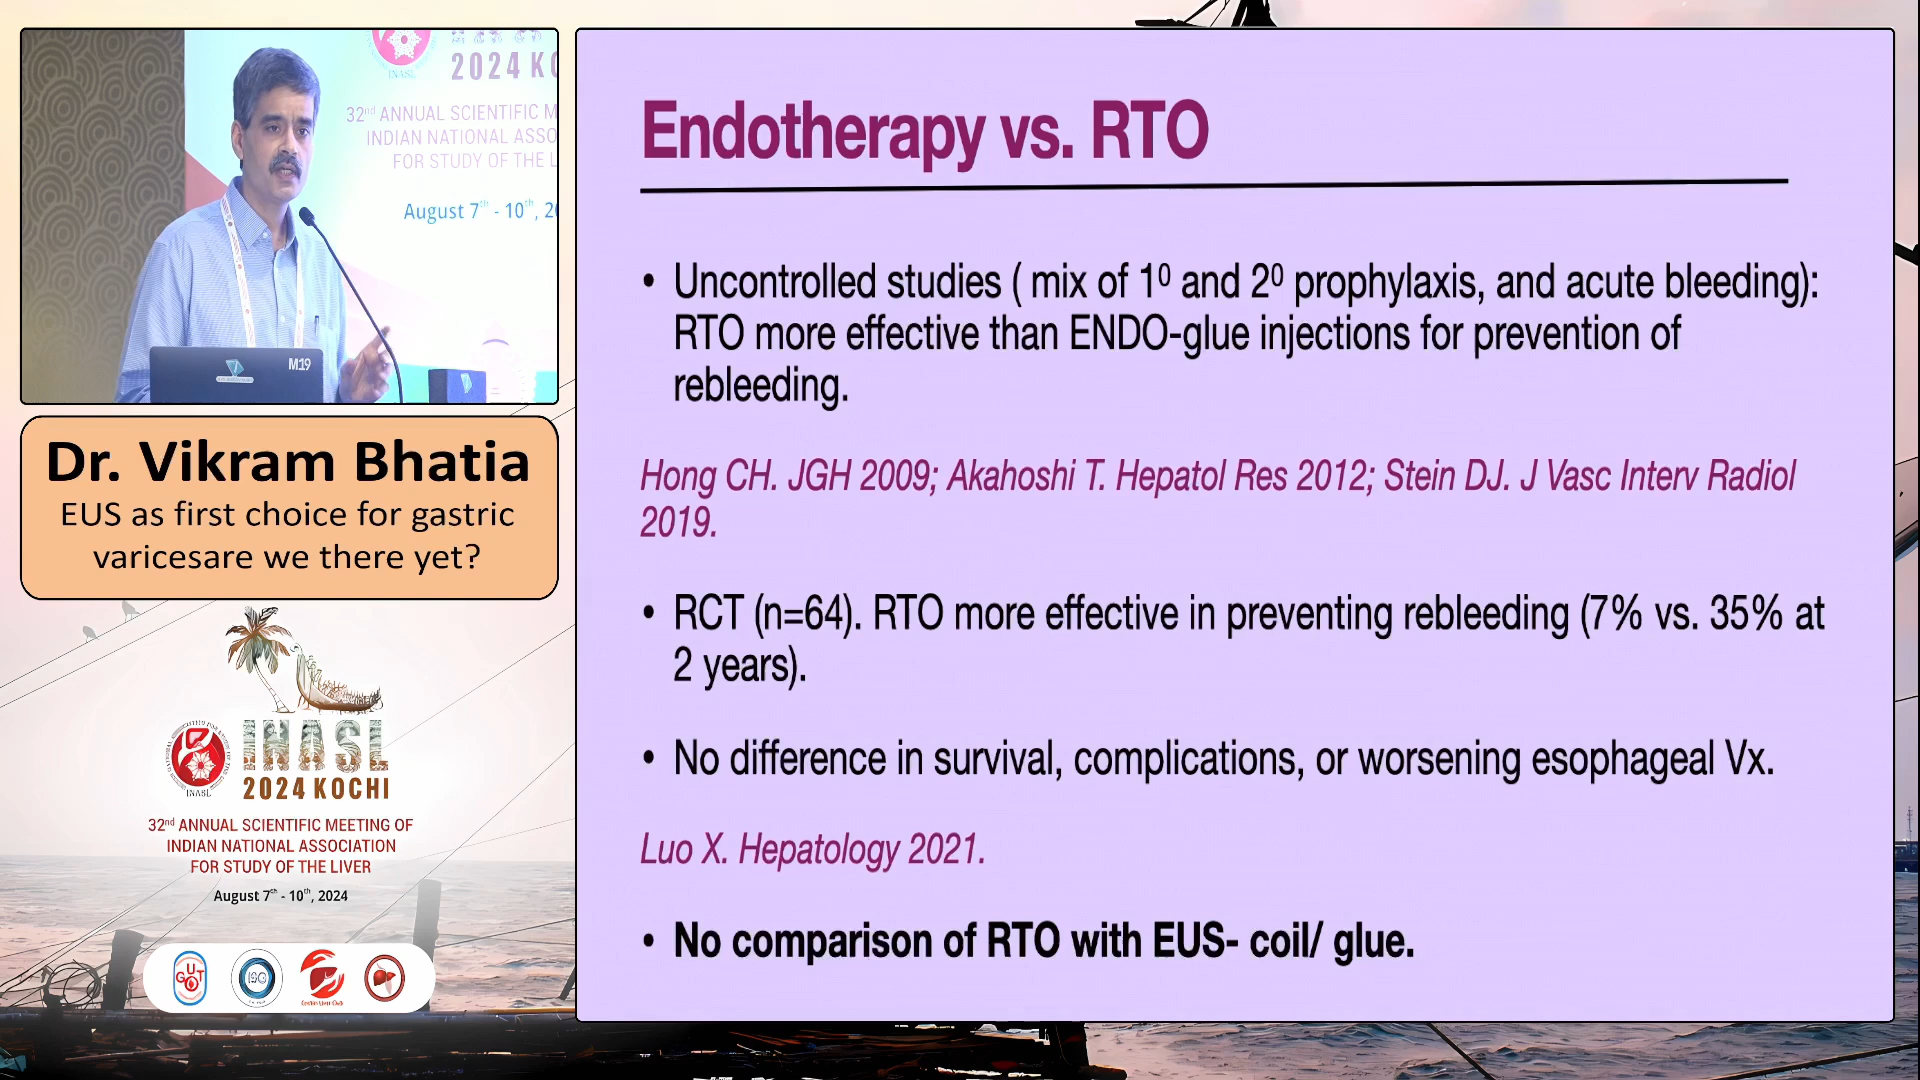 2024 KO
32nd ANNUAL SCIENTIFIC M
INDIAN NATIONAL ASSO
FOR STUDY OF THE L
August 7th - 10th, 20
INASL
M19
Dr. Vikram Bhatia
EUS as first choice for gastric
varicesare we there yet?
INASL
2024 KOCHI
INASL
32nd ANNUAL SCIENTIFIC MEETING OF
INDIAN NATIONAL ASSOCIATION
FOR STUDY OF THE LIVER
August 7th - 10th, 2024
GUT
ISG
Endotherapy vs. RTO
• Uncontrolled studies ( mix of 1⁰ and 2⁰ prophylaxis, and acute bleeding):
RTO more effective than ENDO-glue injections for prevention of
rebleeding.
Hong CH. JGH 2009; Akahoshi T. Hepatol Res 2012; Stein DJ. J Vasc Interv Radiol
2019.
• RCT (n=64). RTO more effective in preventing rebleeding (7% vs. 35% at
2 years).
• No difference in survival, complications, or worsening esophageal Vx.
Luo X. Hepatology 2021.
• No comparison of RTO with EUS- coil/ glue.